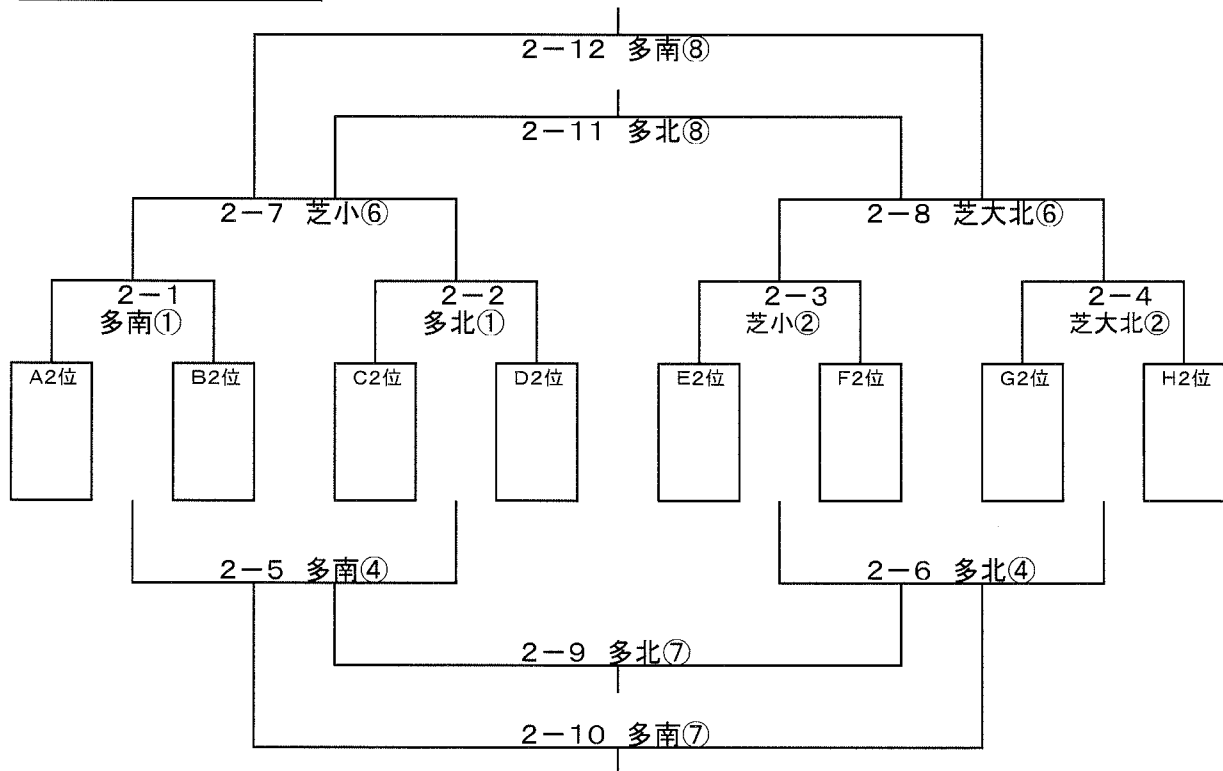 2－12 多南⑧
2－11 多北⑧
2－7 芝小⑥
2－8 芝大北⑥
2－1
多南①
2－2
多北①
2－3
芝小②
2－4
芝大北②
A2位
B2位
C2位
D2位
E2位
F2位
G2位
H2位
2－5 多南④
2－6 多北④
2－9 多北⑦
2－10 多南⑦